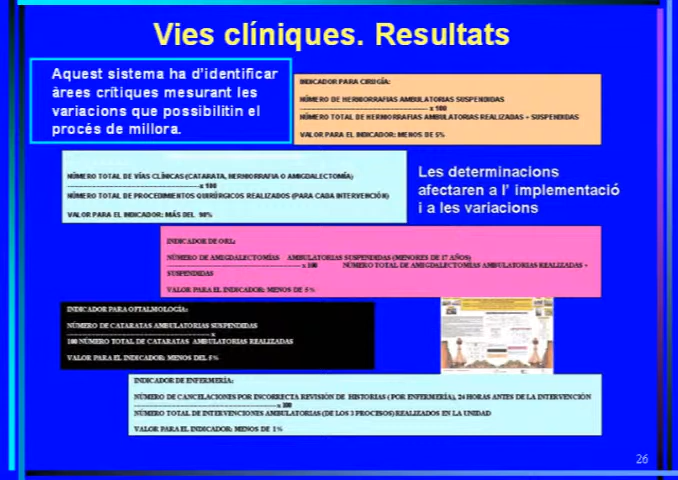 Vies clíniques. Resultats
Aquest sistema ha d'identificar
àrees crítiques mesurant les
variacions que possibilitin el
procés de millora.
INDICADOR PARA CIRUGÍA:
NÚMERO DE HERNIORRAFIAS AMBULATORIAS SUSPENDIDAS
x 100
NÚMERO TOTAL DE HERNIORRAFIAS AMBULATORIAS REALIZADAS + SUSPENDIDAS
VALOR PARA EL INDICADOR: MENOS DE 5%
NÚMERO TOTAL DE VÍAS CLÍNICAS (CATARATA, HERNIORRAFIA O AMIGDALECTOMÍA)
x 100
NÚMERO TOTAL DE PROCEDIMIENTOS QUIRÚRGICOS REALIZADOS (PARA CADA INTERVENCIÓN)
VALOR PARA EL INDICADOR: MÁS DEL 90%
Les determinacions
afectaren a l' implementació
i a les variacions
INDICADOR DE ORL:
NÚMERO DE AMIGDALECTOMÍAS AMBULATORIAS SUSPENDIDAS (MENORES DE 17 AÑOS)
x 100 NÚMERO TOTAL DE AMIGDALECTOMÍAS AMBULATORIAS REALIZADAS +
SUSPENDIDAS
VALOR PARA EL INDICADOR: MENOS DE 5%
INDICADOR PARA OFTALMOLOGÍA:
NÚMERO DE CATARATAS AMBULATORIAS SUSPENDIDAS
x
100 NÚMERO TOTAL DE CATARATAS AMBULATORIAS REALIZADAS
VALOR PARA EL INDICADOR: MENOS DEL 5%
INDICADOR DE ENFERMERÍA:
NÚMERO DE CANCELACIONES POR INCORRECTA REVISIÓN DE HISTORIAS ( POR ENFERMERÍA), 24 HORAS ANTES DE LA INTERVENCIÓN
x 100
NÚMERO TOTAL DE INTERVENCIONES AMBULATORIAS (DE LOS 3 PROCESOS) REALIZADOS EN LA UNIDAD
VALOR PARA EL INDICADOR: MENOS DE 1%
26